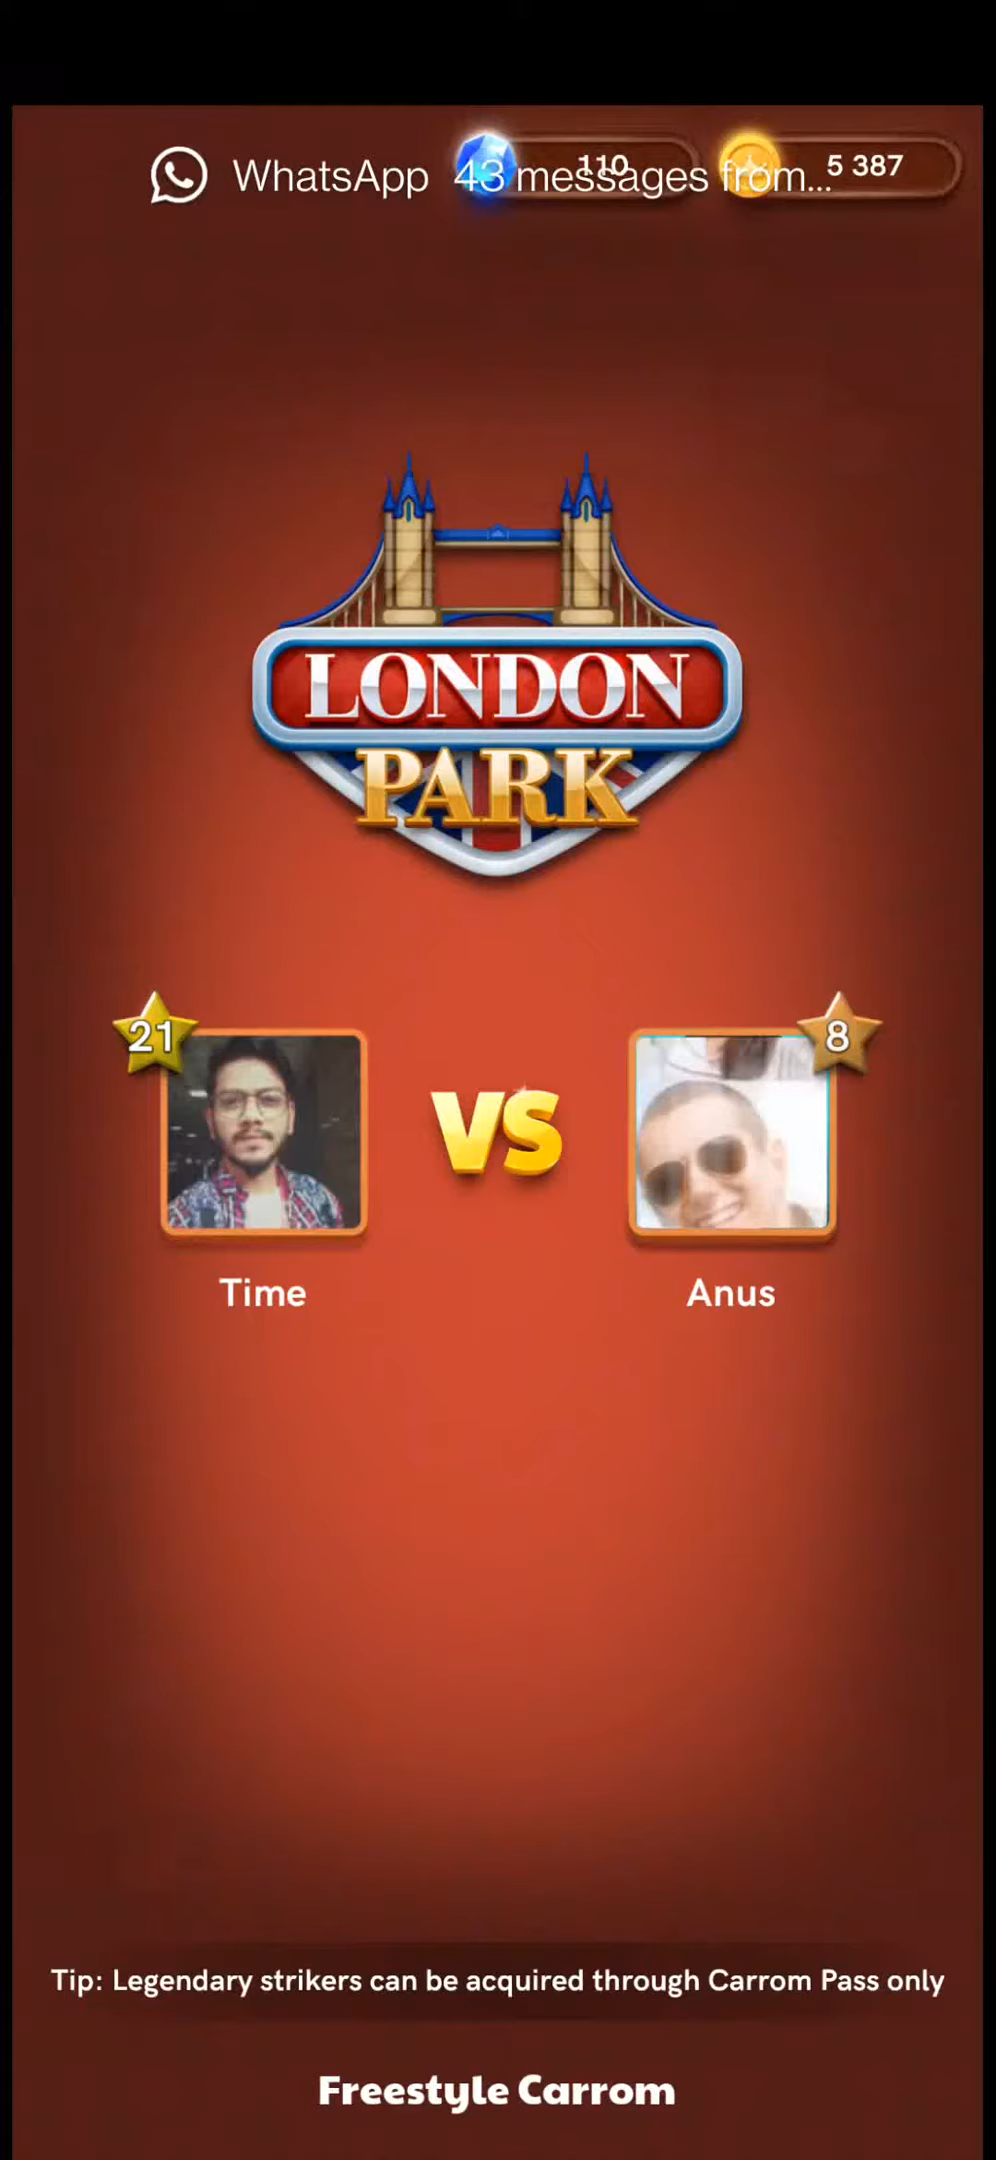 WhatsApp 43 messages from...
110
5 387
LONDON
PARK
21
8
VS
Time
Anus
Tip: Legendary strikers can be acquired through Carrom Pass only
Freestyle Carrom